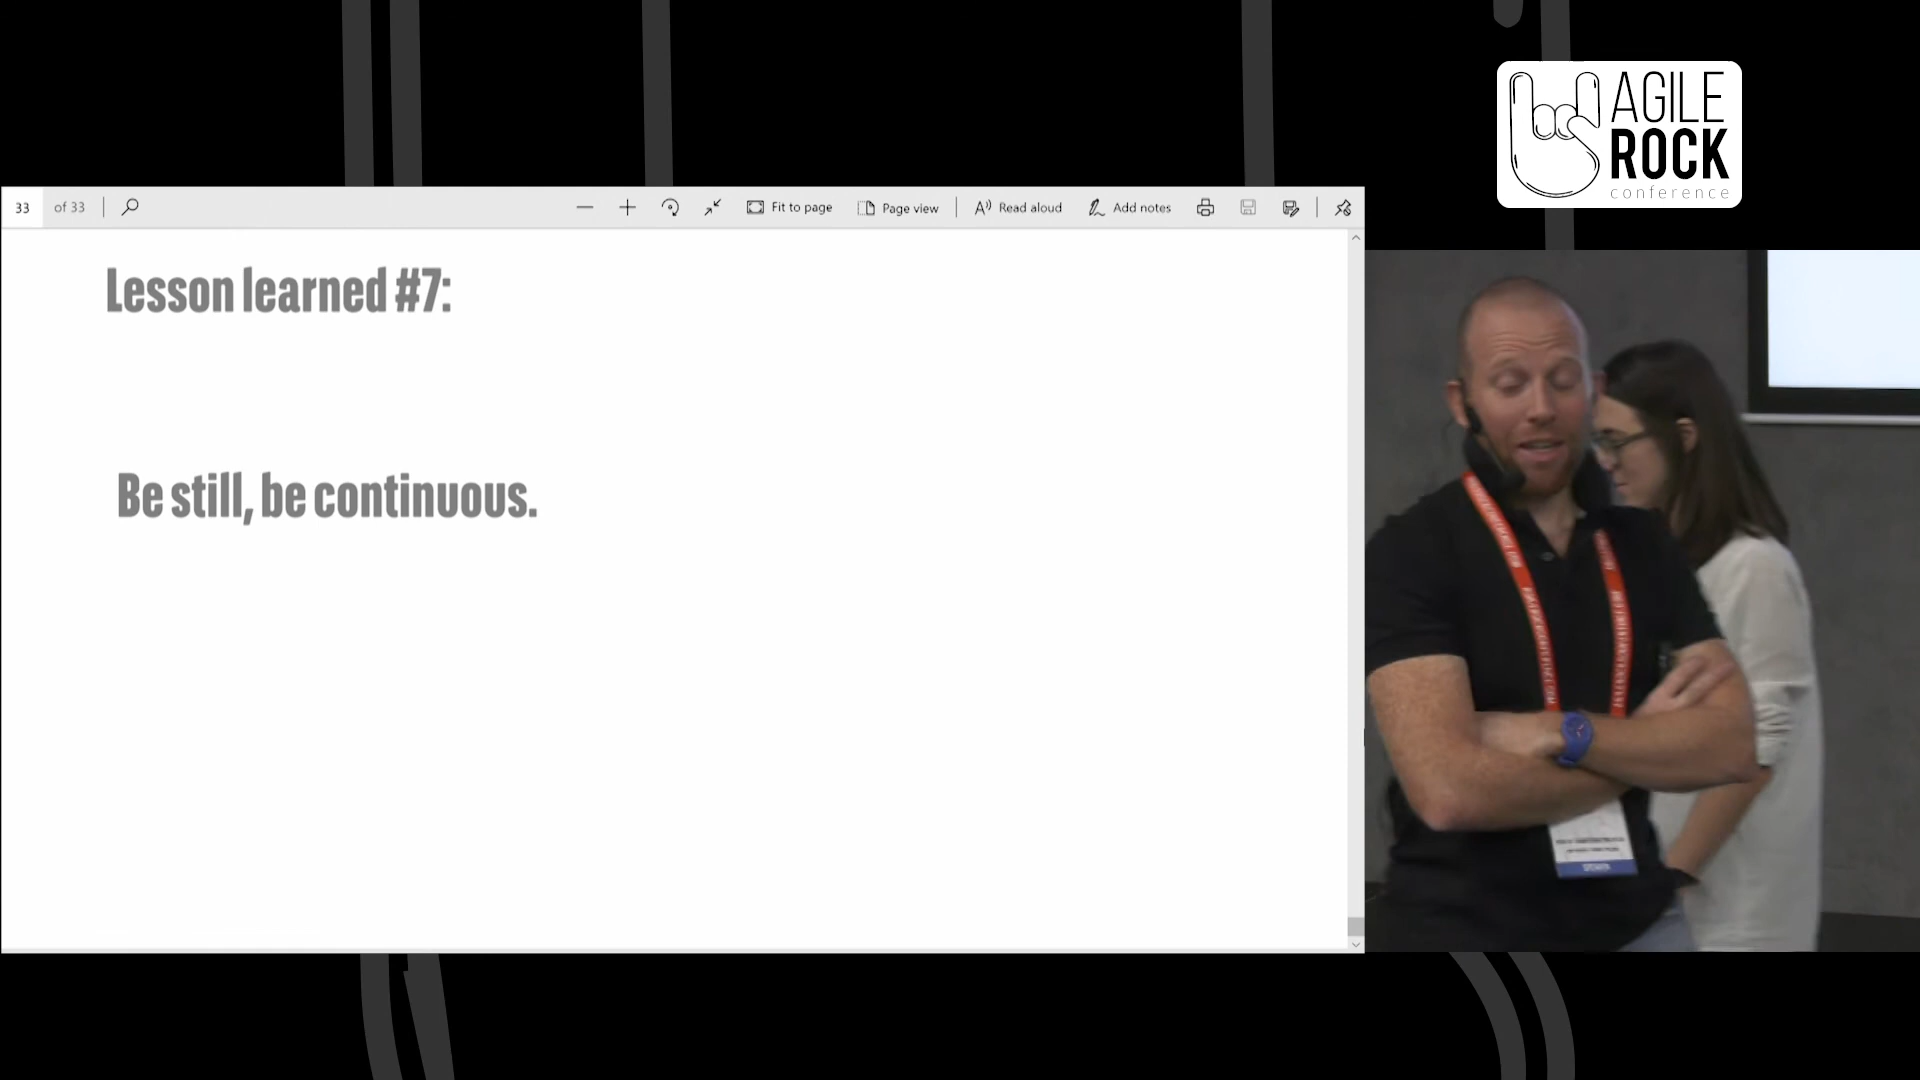 AGILE
ROCK
conference
33 of 33 Fit to page Page view Read aloud Add notes
Lesson learned #7:
Be still, be continuous.